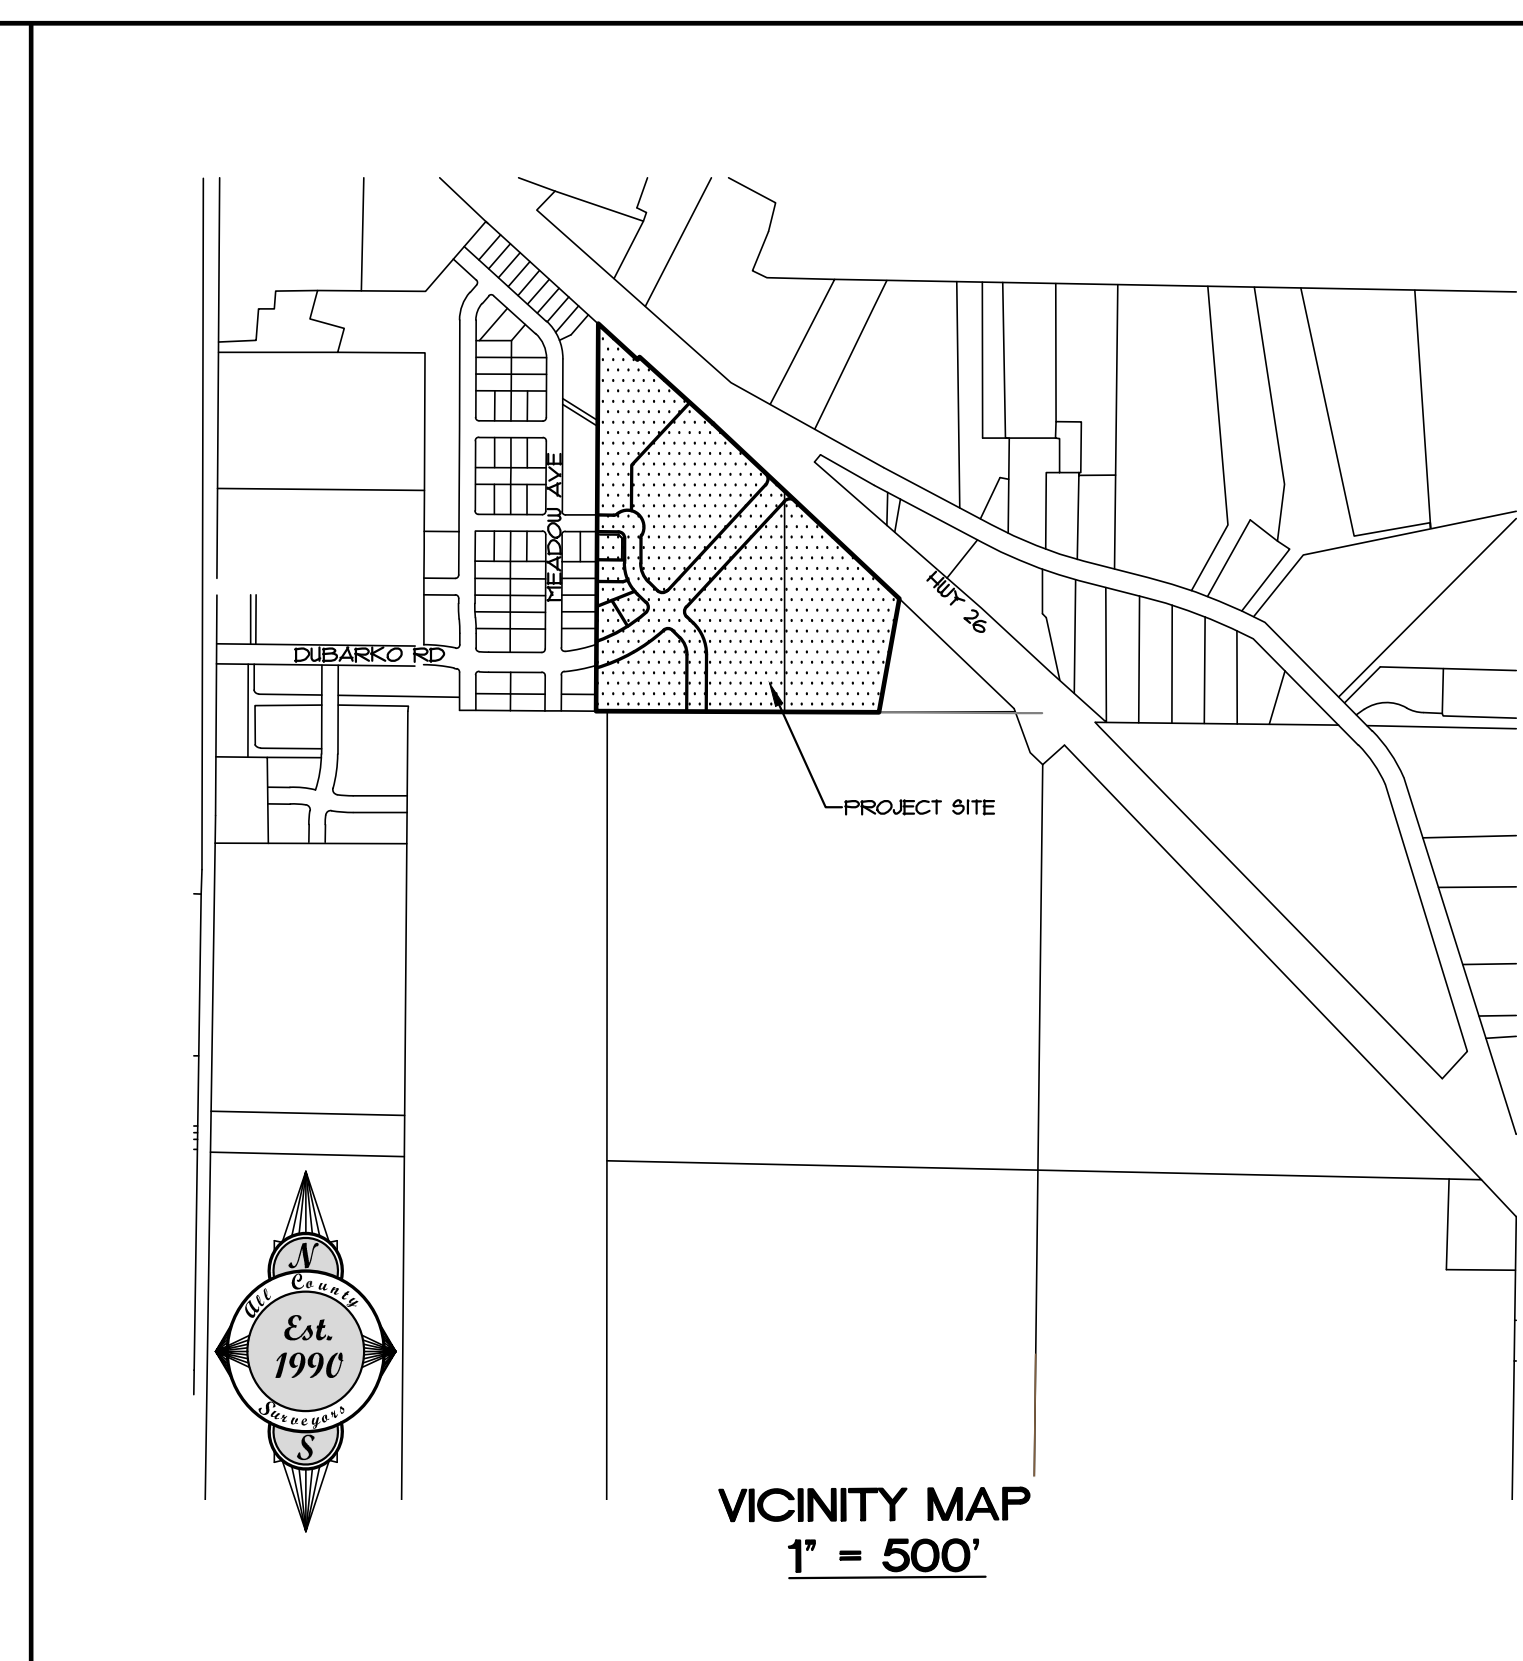 MEADOW AVE
DUBARKO RD
HWY 26
PROJECT SITE
N
All County
Est.
1990
Surveyors
S
VICINITY MAP
1" = 500'